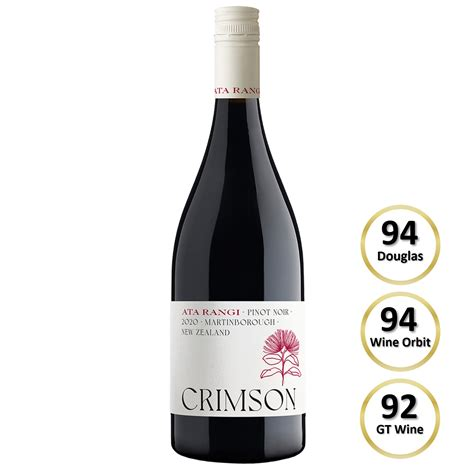 ATA RANGI
ATA RANGI - PINOT NOIR -
2020 - MARTINBOROUGH -
NEW ZEALAND
CRIMSON
94
Douglas
94
Wine Orbit
92
GT Wine